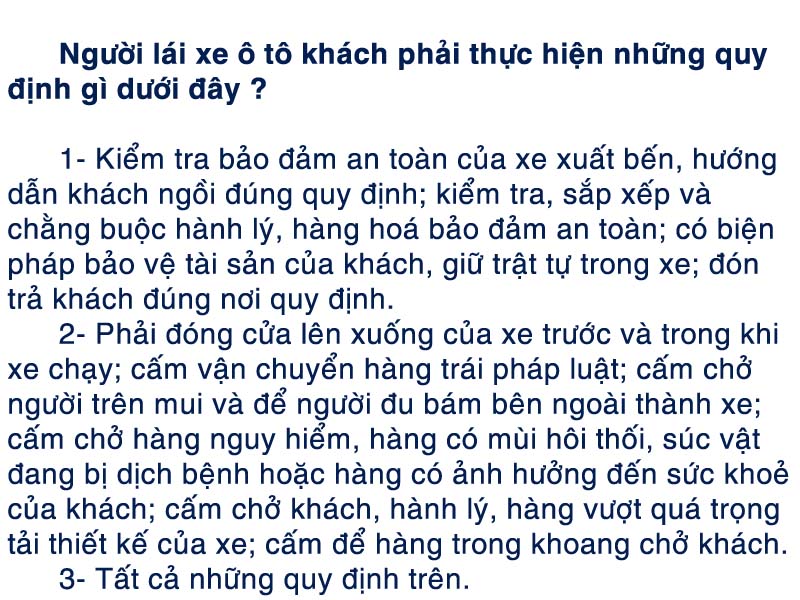 Người lái xe ô tô khách phải thực hiện những quy
định gì dưới đây ?
1- Kiểm tra bảo đảm an toàn của xe xuất bến, hướng
dẫn khách ngồi đúng quy định; kiểm tra, sắp xếp và
chằng buộc hành lý, hàng hoá bảo đảm an toàn; có biện
pháp bảo vệ tài sản của khách, giữ trật tự trong xe; đón
trả khách đúng nơi quy định.
2- Phải đóng cửa lên xuống của xe trước và trong khi
xe chạy; cấm vận chuyển hàng trái pháp luật; cấm chở
người trên mui và để người đu bám bên ngoài thành xe;
cấm chở hàng nguy hiểm, hàng có mùi hôi thối, súc vật
đang bị dịch bệnh hoặc hàng có ảnh hưởng đến sức khoẻ
của khách; cấm chở khách, hành lý, hàng vượt quá trọng
tải thiết kế của xe; cấm để hàng trong khoang chở khách.
3- Tất cả những quy định trên.